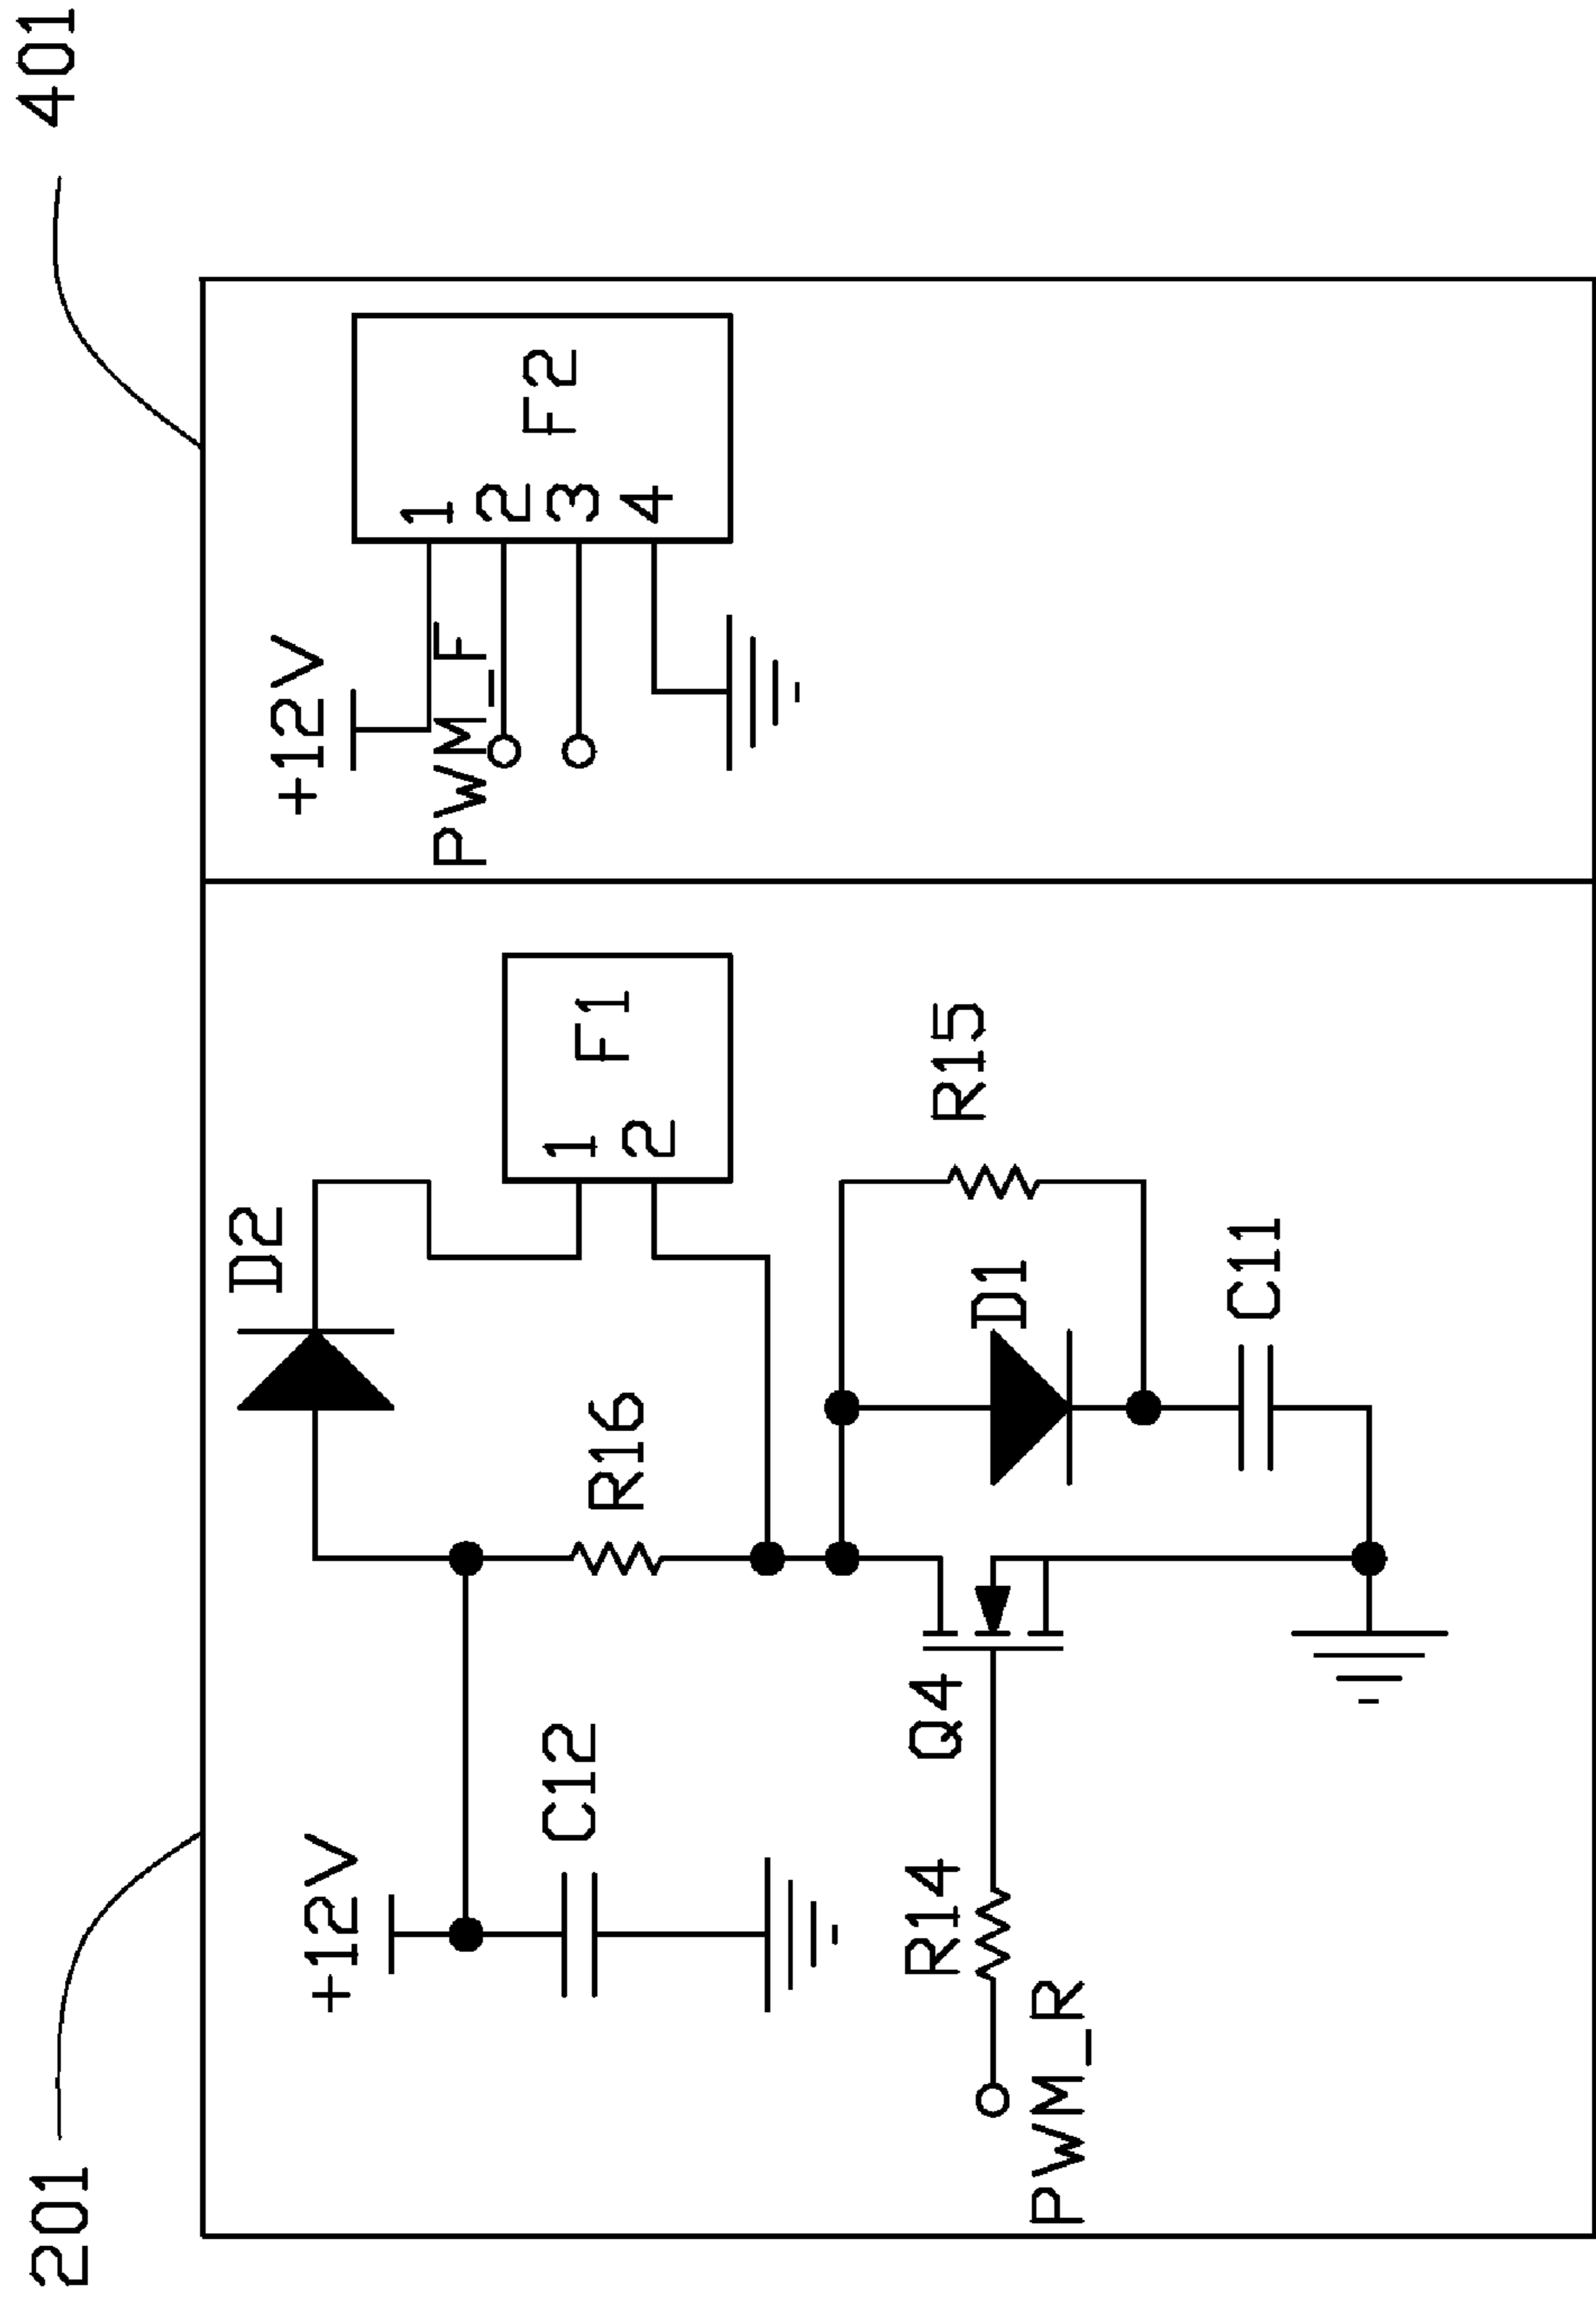 201
401
+12V
C12
D2
R16
1
2
F1
Q4
R14
PWM_R
D1
R15
C11
+12V
PWM_F
1
2
3
4
F2